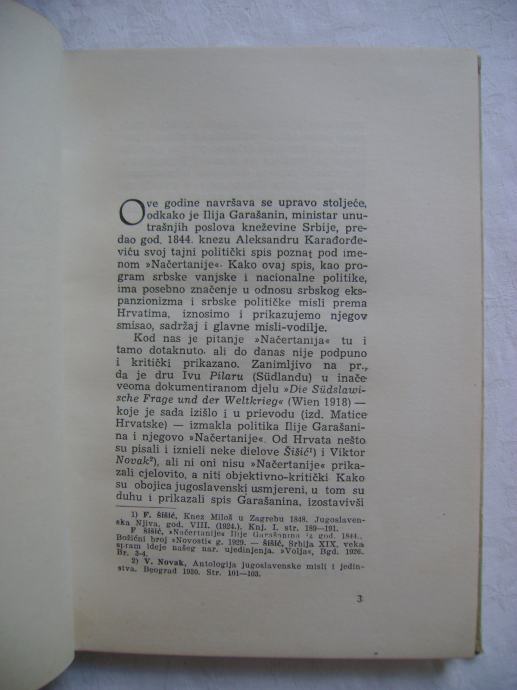 Ove godine navršava se upravo stoljeće,
odkako je Ilija Garašanin, ministar unu-
trašnjih poslova kneževine Srbije, pre-
dao god. 1844. knezu Aleksandru Karađorđe-
viću svoj tajni politički spis poznat pod ime-
nom »Načertanije«. Kako ovaj spis, kao pro-
gram srbske vanjske i nacionalne politike,
ima posebno značenje u odnosu srbskog eks-
panzionizma i srbske političke misli prema
Hrvatima, iznosimo i prikazujemo njegov
smisao, sadržaj i glavne misli-vodilje.
Kod nas je pitanje »Načertanija« tu i
tamo dotaknuto, ali do danas nije podpuno
i kritički prikazano. Zanimljivo na pr.,
da je dru Ivu Pilaru (Südlandu) u inače
veoma dokumentiranom djelu »Die Südslawi-
sche Frage und der Weltkrieg« (Wien 1918) —
koje je sada izišlo i u prievodu (izd. Matice
Hrvatske) — izmakla politika Ilije Garašani-
na i njegovo »Načertanije«. Od Hrvata nešto
su pisali i iznieli neke dielove Šišić¹) i Viktor
Novak²), ali ni oni nisu »Načertanije« prika-
zali cjelovito, a niti objektivno-kritički Kako
su obojica jugoslavenski usmjereni, u tom su
duhu i prikazali spis Garašanina, izostavivši
1) F. Šišić, Knez Miloš u Zagrebu 1848. Jugoslaven-
ska Njiva, god. VIII. (1924.). Knj. I. str. 189—191.
F Šišić, »Načertanije« Ilije Garašanina iz god. 1844..
Božićni broj »Novosti« g. 1929. — Šišić, Srbija XIX. veka
spram ideje našeg nar. ujedinjenja. »Volja«, Bgd. 1926.
Br. 3-4.
2) V. Novak, Antologija jugoslavenske misli i jedin-
stva. Beograd 1930. Str. 101—103.
3